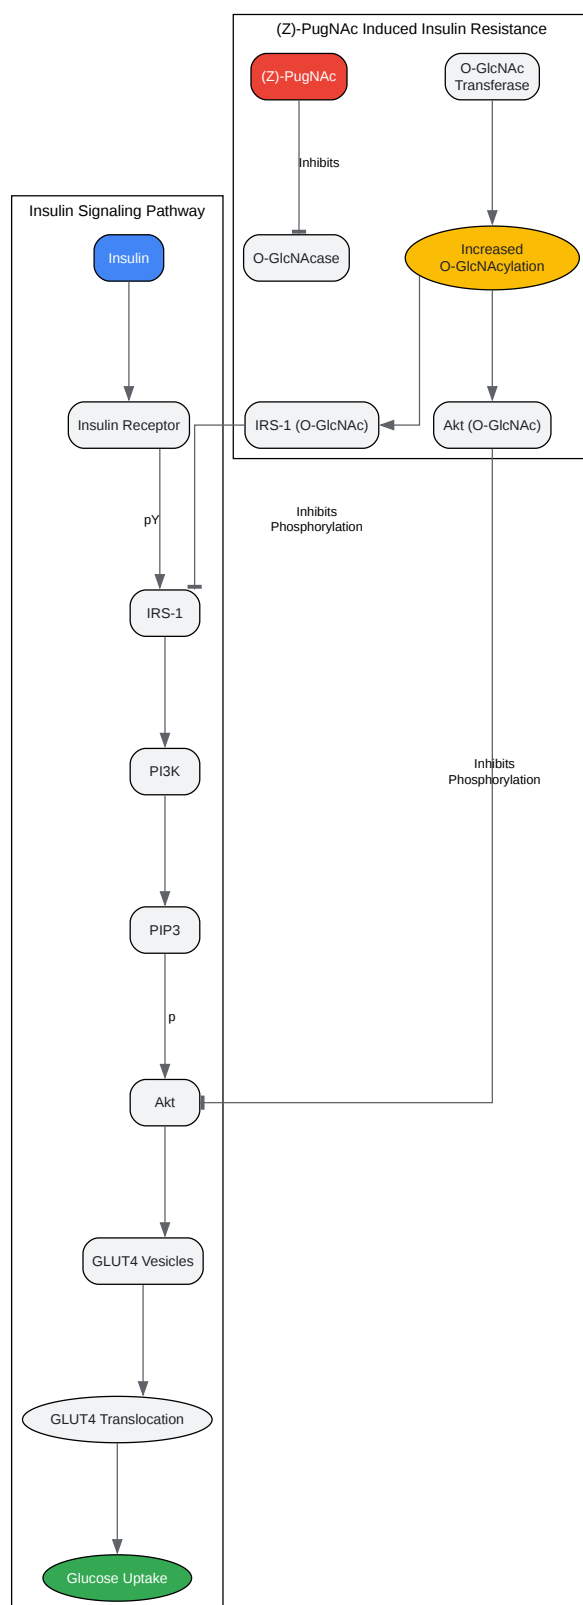 (Z)-PugNAc Induced Insulin Resistance
(Z)-PugNAc
O-GlcNAc
Transferase
Inhibits
Insulin Signaling Pathway
Insulin
O-GlcNAcase
Increased
O-GlcNAcylation
Insulin Receptor
IRS-1 (O-GlcNAc)
Akt (O-GlcNAc)
pY
Inhibits
Phosphorylation
IRS-1
PI3K
Inhibits
Phosphorylation
PIP3
p
Akt
GLUT4 Vesicles
GLUT4 Translocation
Glucose Uptake